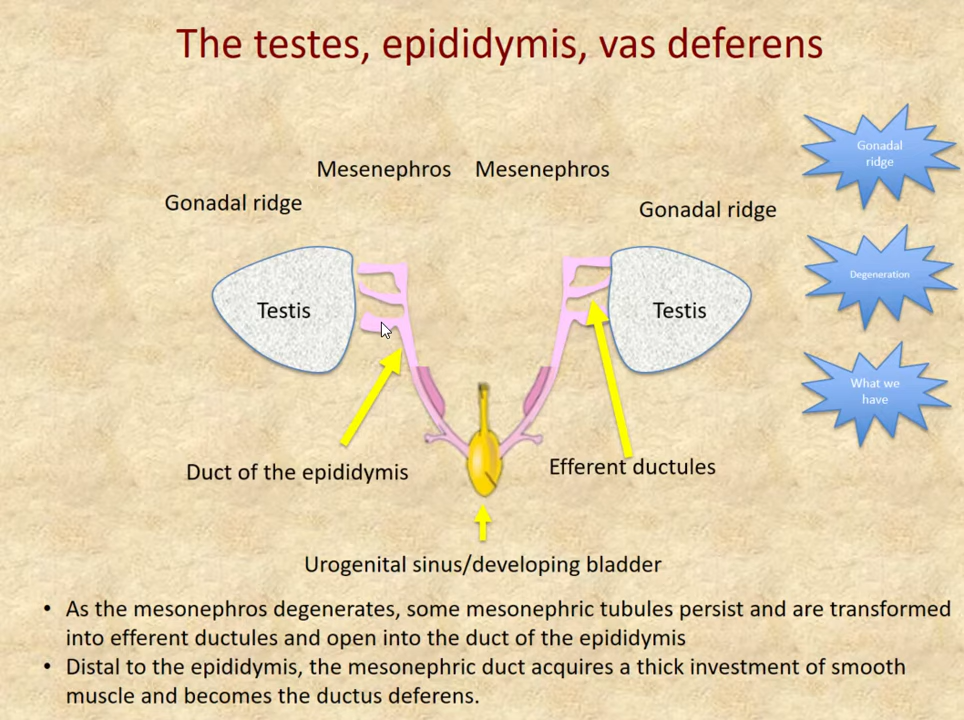 The testes, epididymis, vas deferens
Gonadal
ridge
Mesenephros
Mesenephros
Gonadal ridge
Gonadal ridge
Degeneration
Testis
Testis
What we
have
Duct of the epididymis
Efferent ductules
Urogenital sinus/developing bladder
• As the mesonephros degenerates, some mesonephric tubules persist and are transformed
into efferent ductules and open into the duct of the epididymis
• Distal to the epididymis, the mesonephric duct acquires a thick investment of smooth
muscle and becomes the ductus deferens.